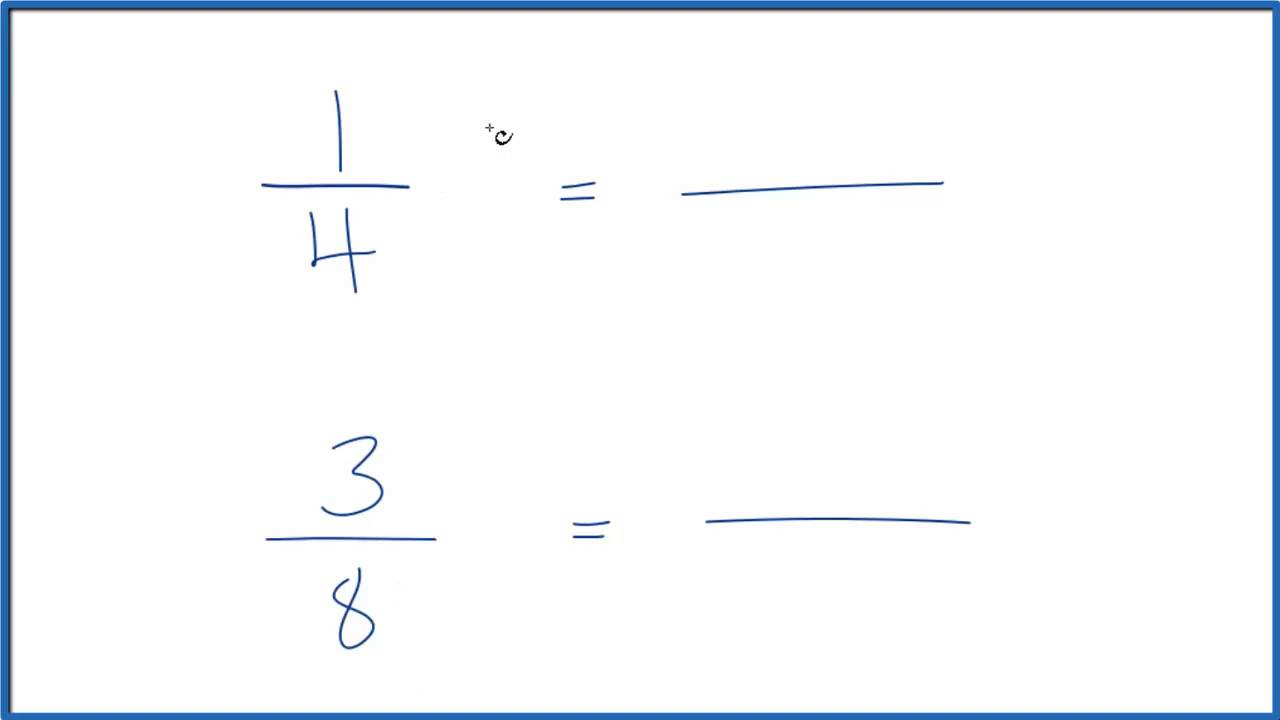 1/4 =
3/8 =